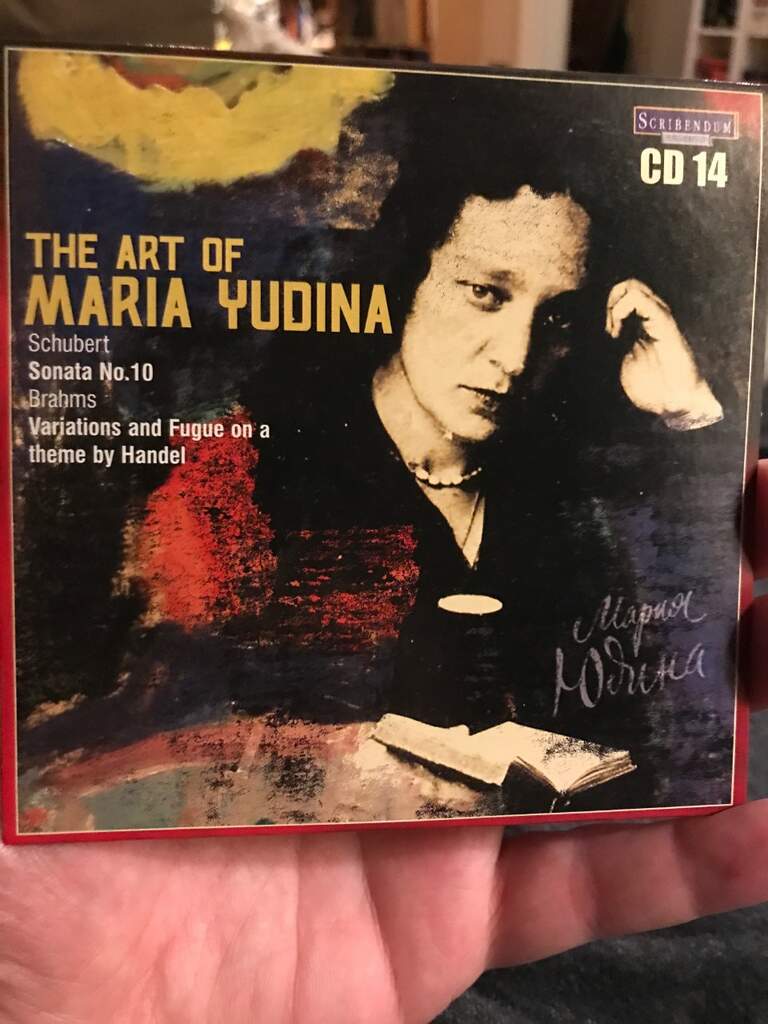 SCRIBENDUM
CD 14
THE ART OF
MARIA YUDINA
Schubert
Sonata No.10
Brahms
Variations and Fugue on a
theme by Handel
Мария
Юдина